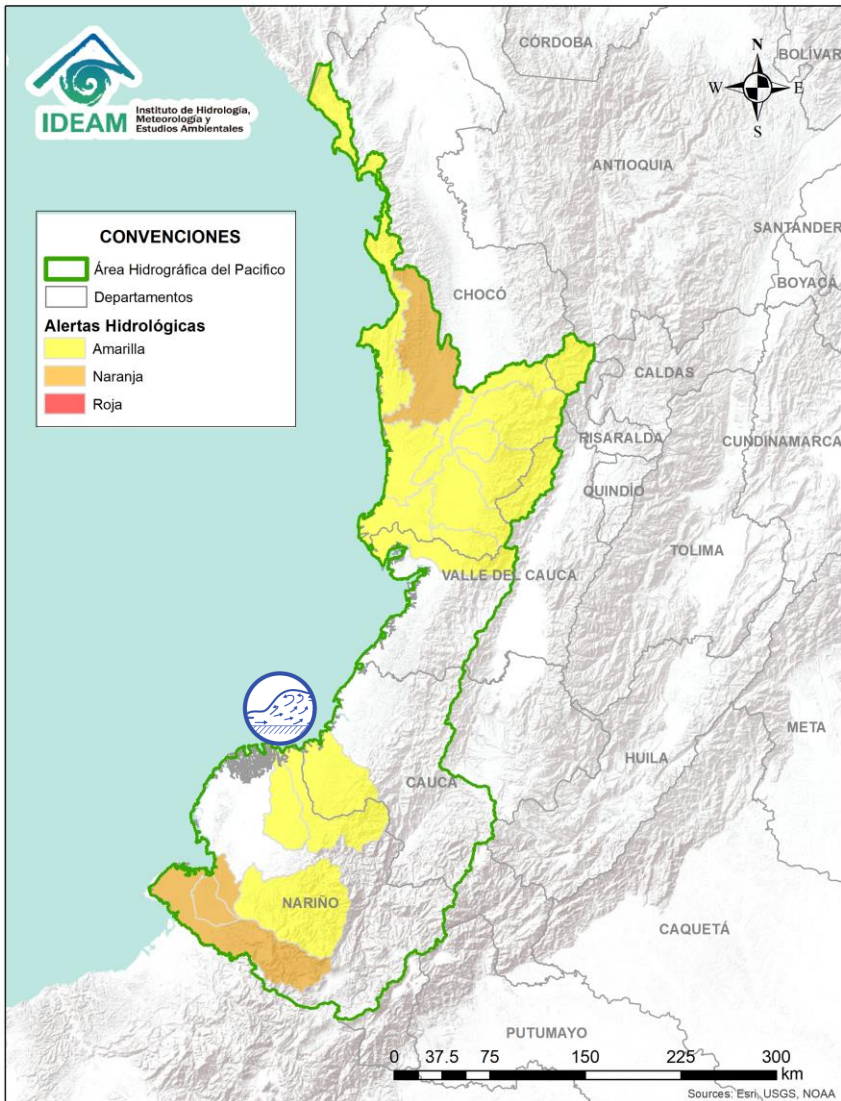 IDEAM
Instituto de Hidrología,
Meteorología y
Estudios Ambientales
CONVENCIONES
Área Hidrográfica del Pacifico
Departamentos
Alertas Hidrológicas
Amarilla
Naranja
Roja
N
W
E
S
CÓRDOBA
BOLÍVAR
ANTIOQUIA
SANTANDER
BOYACÁ
CHOCÓ
CALDAS
RISARALDA
CUNDINAMARCA
QUINDÍO
TOLIMA
VALLE DEL CAUCA
META
HUILA
CAUCA
NARIÑO
CAQUETÁ
PUTUMAYO
0 37.5 75 150 225 300
km
Sources: Esri, USGS, NOAA